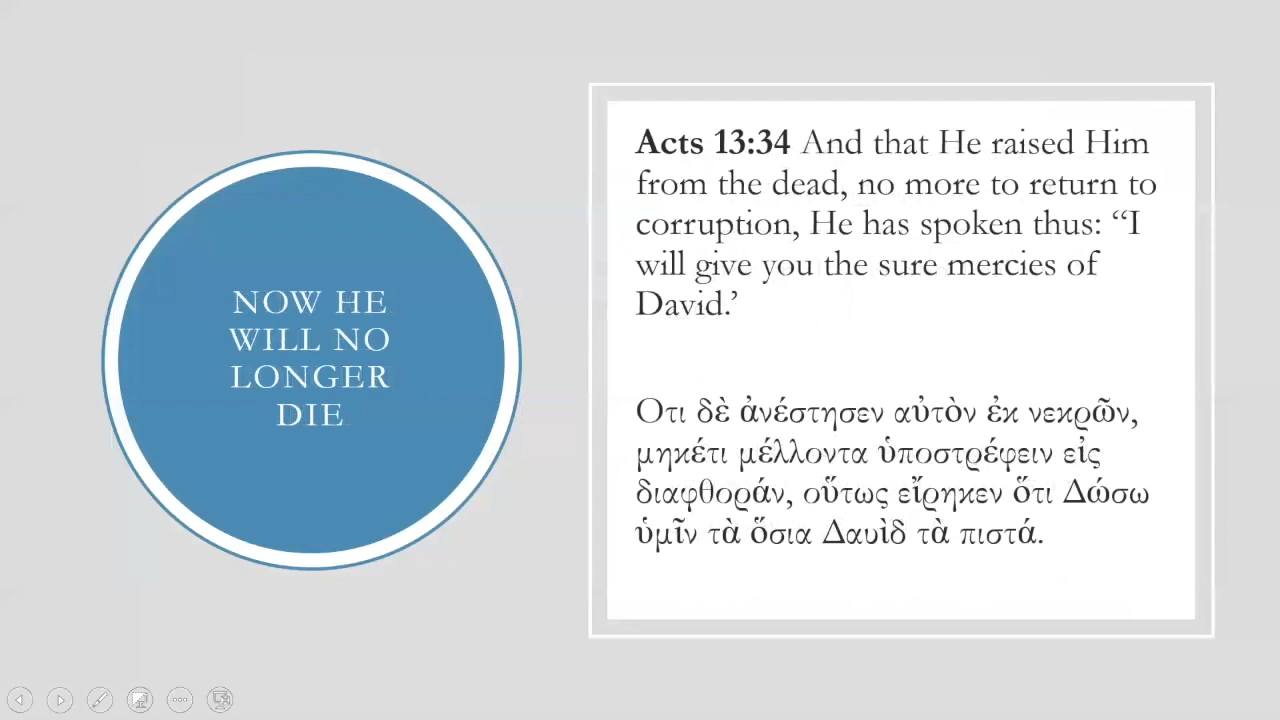 NOW HE
WILL NO
LONGER
DIE
Acts 13:34 And that He raised Him
from the dead, no more to return to
corruption, He has spoken thus: “I
will give you the sure mercies of
David.’
Οτι δὲ ἀνέστησεν αὐτὸν ἐκ νεκρῶν,
μηκέτι μέλλοντα ὑποστρέφειν εἰς
διαφθοράν, οὕτως εἴρηκεν ὅτι Δώσω
ὑμῖν τὰ ὅσια Δαυὶδ τὰ πιστά.